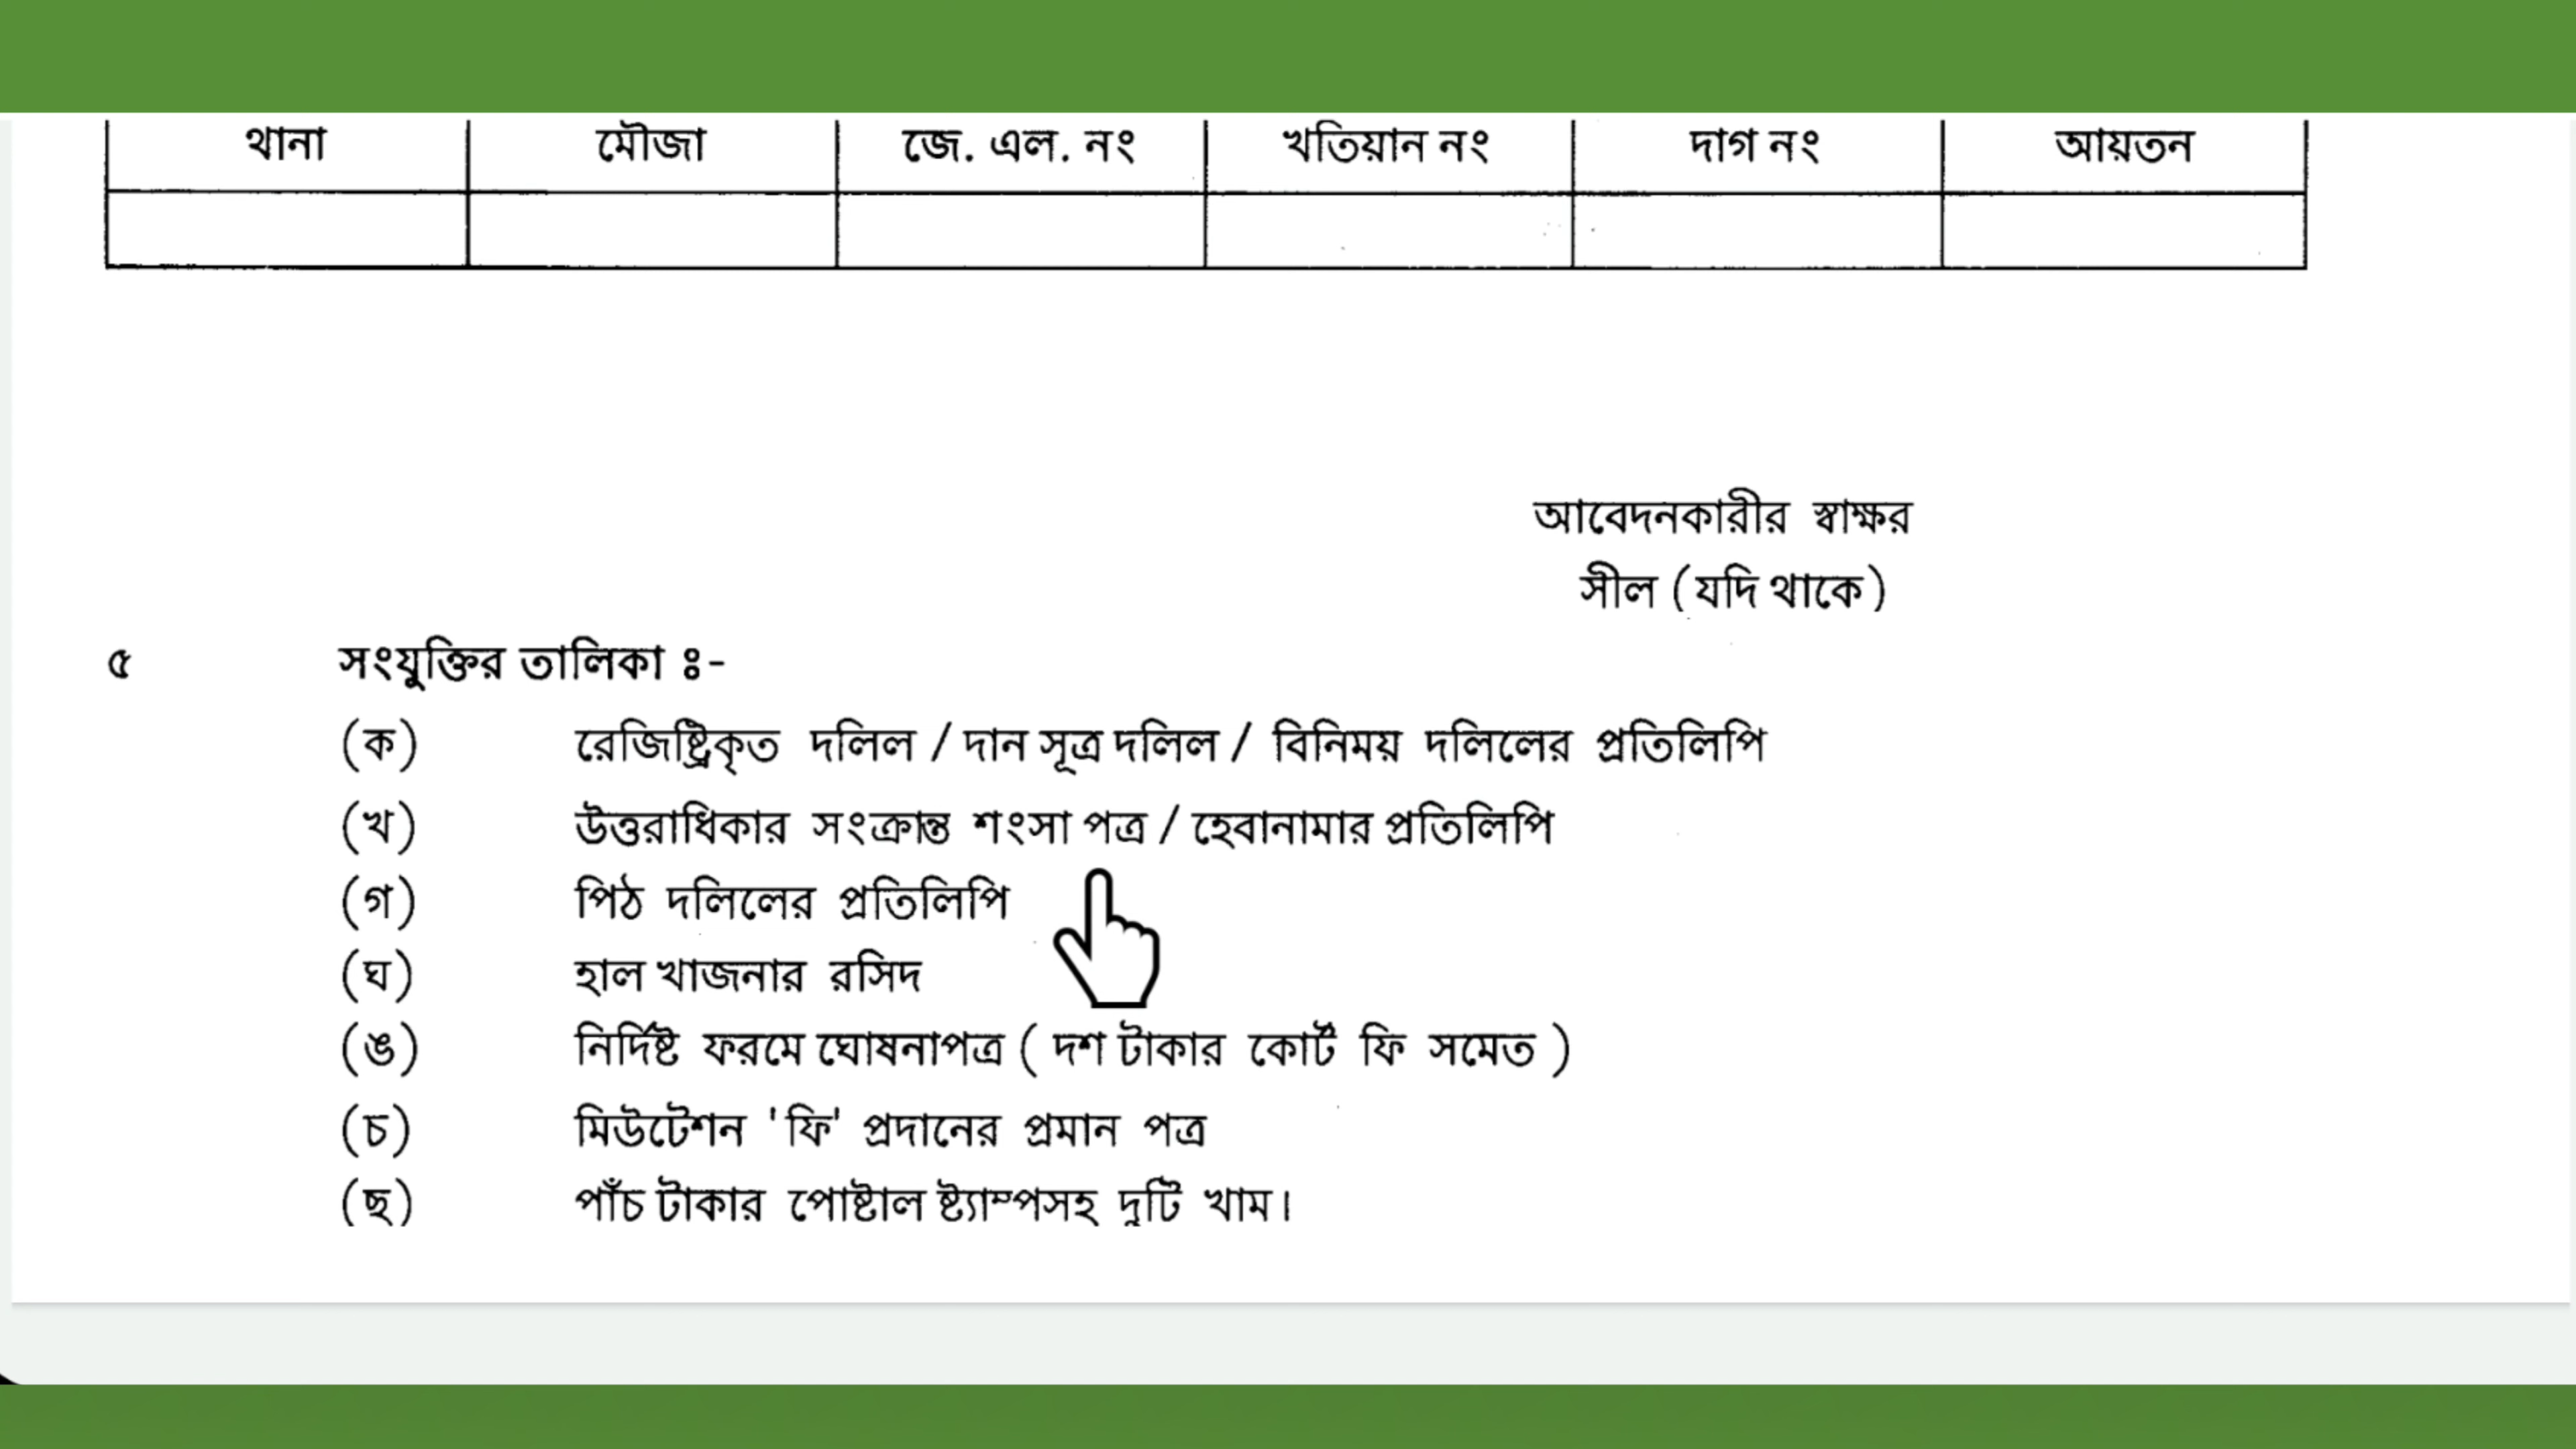 থানা মৌজা জে. এল. নং খতিয়ান নং দাগ নং আয়তন
আবেদনকারীর স্বাক্ষর
সীল (যদি থাকে)
৫ সংযুক্তির তালিকা ঃ-
(ক) রেজিষ্ট্রিকৃত দলিল / দান সূত্র দলিল / বিনিময় দলিলের প্রতিলিপি
(খ) উত্তরাধিকার সংক্রান্ত শংসা পত্র / হেবানামার প্রতিলিপি
(গ) পিঠ দলিলের প্রতিলিপি
(ঘ) হাল খাজনার রসিদ
(ঙ) নির্দিষ্ট ফরমে ঘোষনাপত্র ( দশ টাকার কোর্ট ফি সমেত )
(চ) মিউটেশন 'ফি' প্রদানের প্রমান পত্র
(ছ) পাঁচ টাকার পোষ্টাল ষ্ট্যাম্পসহ দুটি খাম।